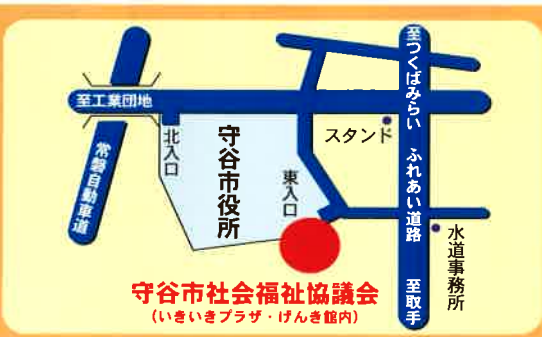 至つくばみらい ふれあい道路 至取手
至工業団地
常磐自動車道
北入口
守谷市役所
東入口
スタンド
水道事務所
守谷市社会福祉協議会
(いきいきプラザ・げんき館内)